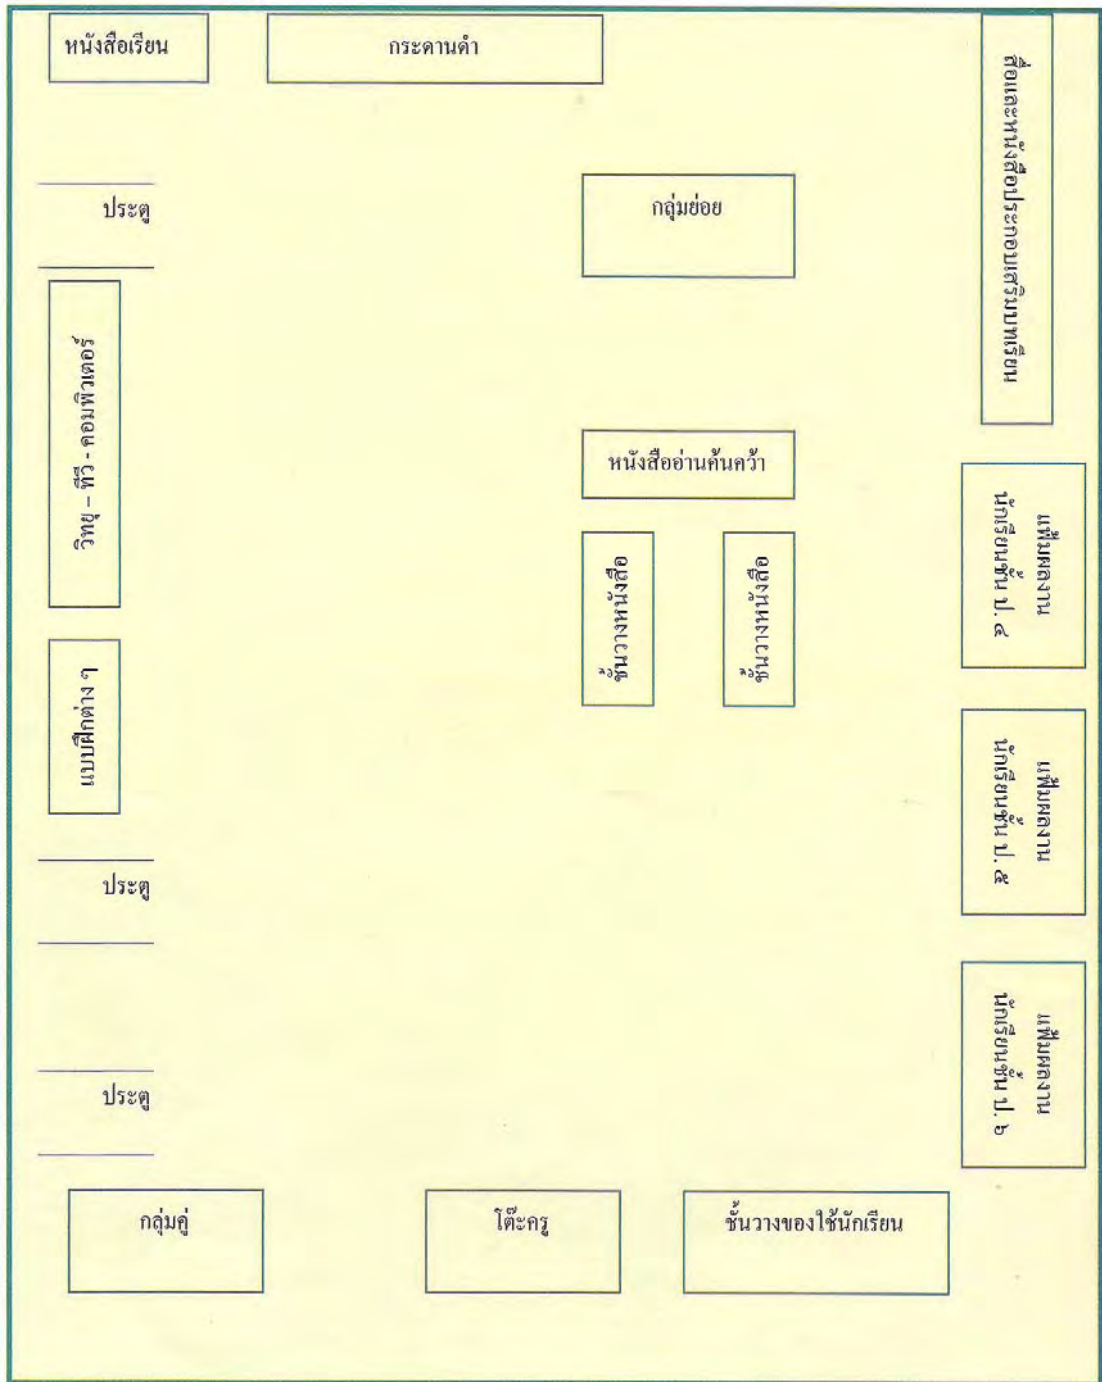 หนังสือเรียน
กระดานดำ
สื่อและหนังสือประกอบเสริมบทเรียน
ประตู
กลุ่มย่อย
วิทยุ – ทีวี - คอมพิวเตอร์
หนังสืออ่านค้นคว้า
แฟ้มผลงาน
นักเรียนชั้น ป. ๔
ชั้นวางหนังสือ
ชั้นวางหนังสือ
แบบฝึกต่าง ๆ
แฟ้มผลงาน
นักเรียนชั้น ป. ๕
ประตู
แฟ้มผลงาน
นักเรียนชั้น ป. ๖
ประตู
กลุ่มคู่
โต๊ะครู
ชั้นวางของใช้นักเรียน